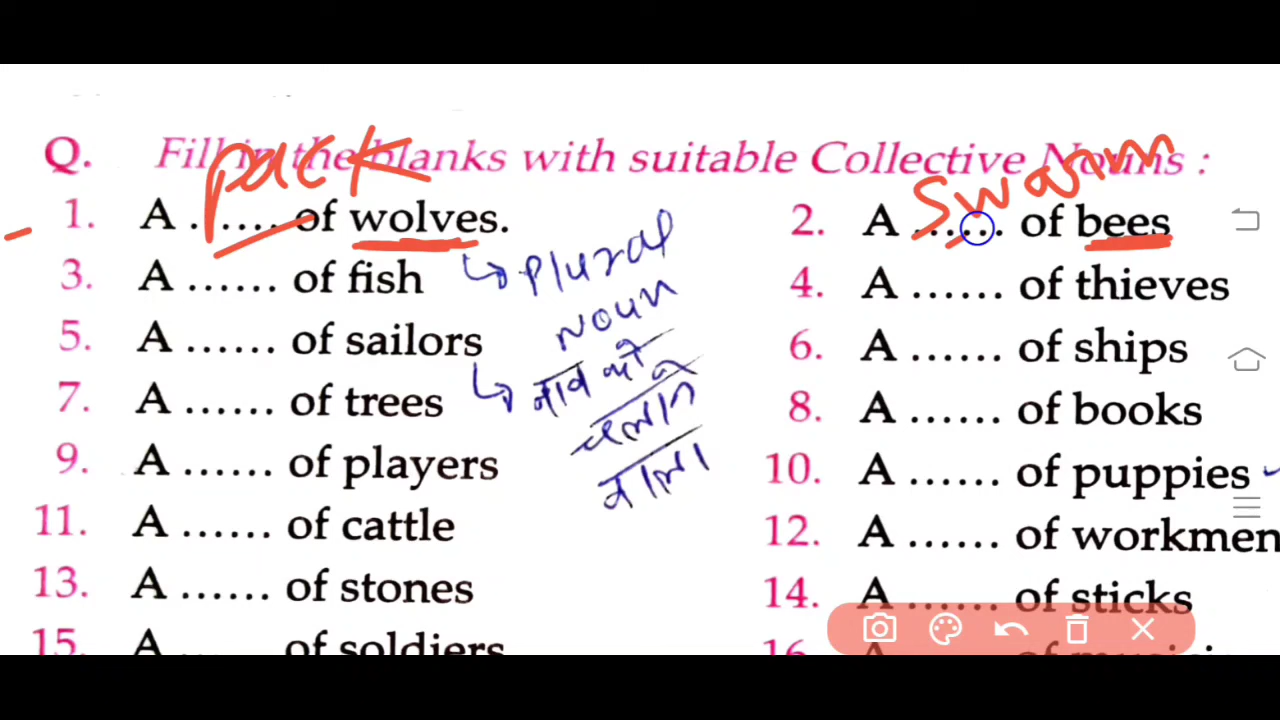 Q. Fill in the blanks with suitable Collective Nouns :
pack
swarm
1. A ...... of wolves.
2. A ...... of bees
3. A ...... of fish
4. A ...... of thieves
plural
noun
5. A ...... of sailors
6. A ...... of ships
नाव को
चलाने
वाला
7. A ...... of trees
8. A ...... of books
9. A ...... of players
10. A ...... of puppies
11. A ...... of cattle
12. A ...... of workmen
13. A ...... of stones
14. A ...... of sticks
15. A ...... of soldiers
16. A